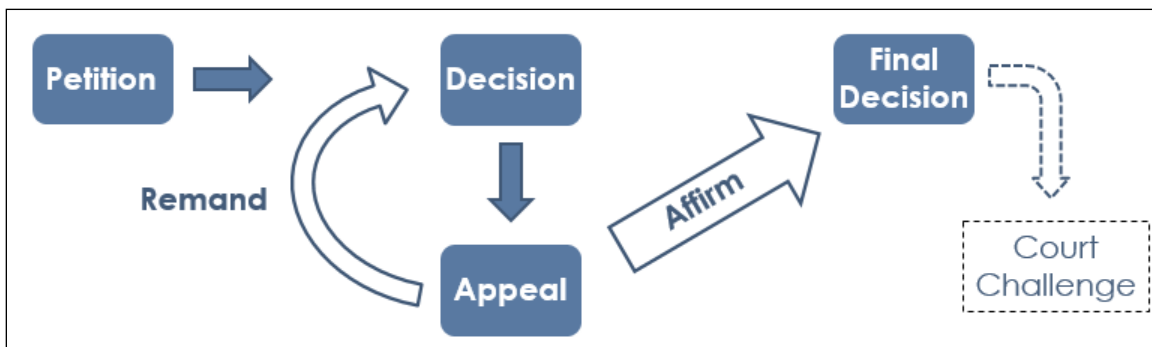 Petition
Decision
Final
Decision
Remand
Affirm
Appeal
Court
Challenge